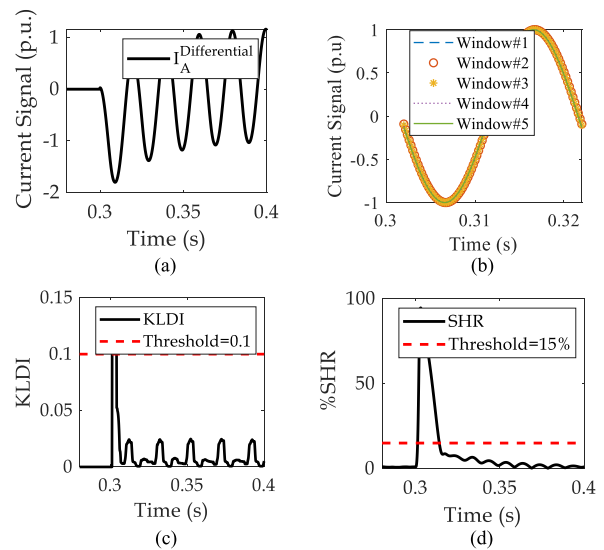 Current Signal (p.u.)
1
0
-1
-2
I_A^Differential
0.3
0.35
0.4
Time (s)
(a)
Current Signal (p.u)
1
0.5
0
-0.5
-1
Window#1
Window#2
Window#3
Window#4
Window#5
0.3
0.31
0.32
Time (s)
(b)
KLDI
0.15
0.1
0.05
0
KLDI
Threshold=0.1
0.3
0.35
0.4
Time (s)
(c)
%SHR
100
50
0
SHR
Threshold=15%
0.3
0.35
0.4
Time (s)
(d)